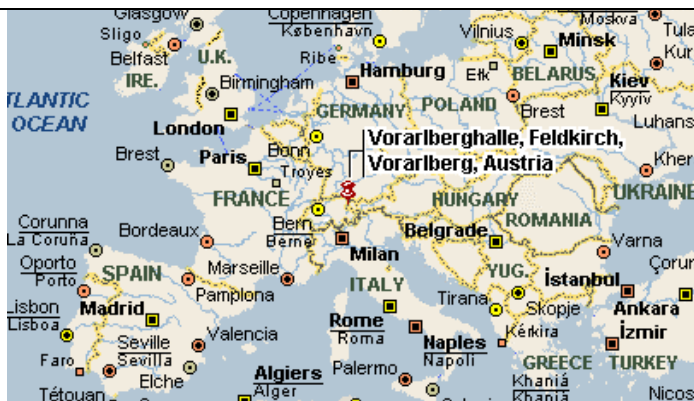 Glasgow
Copenhagen
København
Moskva
Sligo
Belfast
U.K.
Ribe
Vilnius
Minsk
Tula
IRE.
Birmingham
Hamburg
Ełk
BELARUS
Kur
TLANTIC
OCEAN
London
GERMANY
POLAND
Brest
Kiev
Kyyiv
Luhans
Brest
Paris
Bonn
Troyes
Vorarlberghalle, Feldkirch,
Vorarlberg, Austria
Kher
FRANCE
HUNGARY
UKRAINE
Corunna
La Coruña
Bordeaux
Bern
Berne
Milan
Belgrade
ROMANIA
Varna
Oporto
Porto
SPAIN
Marseille
Pamplona
ITALY
YUG.
İstanbul
Çoru
Lisbon
Lisboa
Madrid
Tirana
Skopje
Ankara
Rome
Roma
Naples
Napoli
Kérkira
İzmir
Faro
Seville
Sevilla
Valencia
Elche
Algiers
Alger
Palermo
GREECE
TURKEY
Tétouan
Khaniá
Khaniá
Nicos